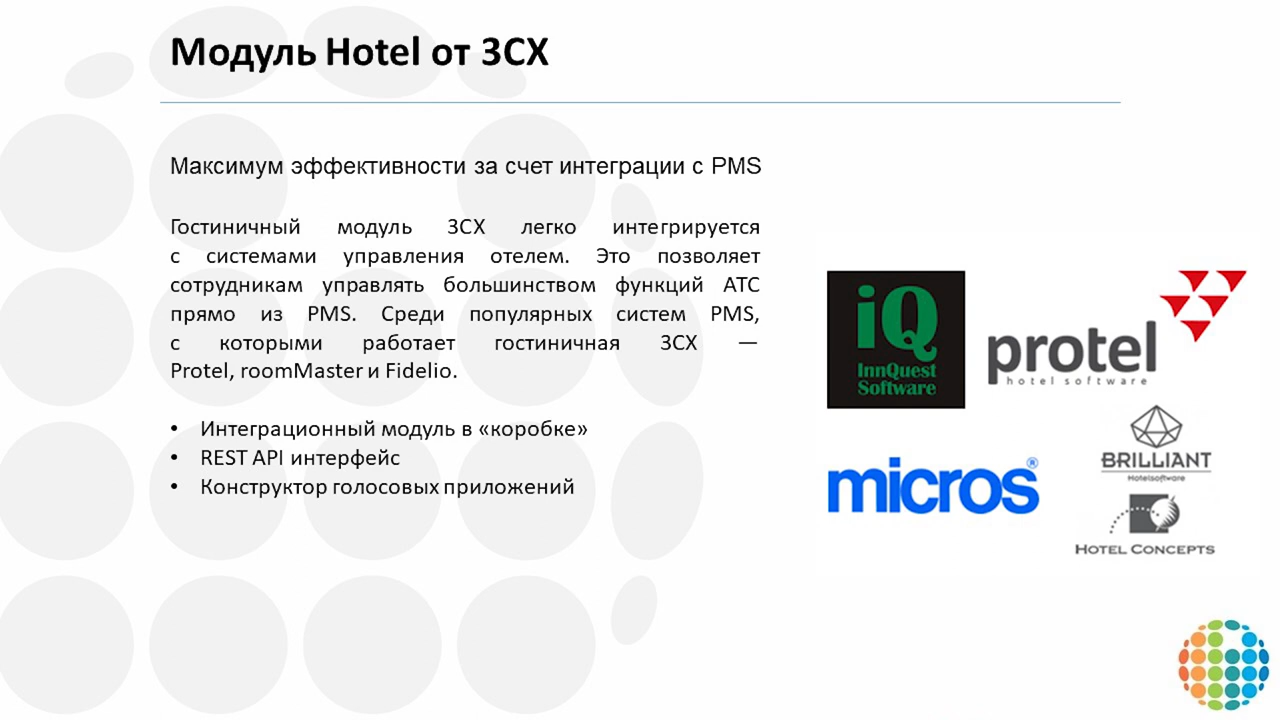 Модуль Hotel от 3CX
Максимум эффективности за счет интеграции с PMS
Гостиничный модуль 3CX легко интегрируется
с системами управления отелем. Это позволяет
сотрудникам управлять большинством функций АТС
прямо из PMS. Среди популярных систем PMS,
с которыми работает гостиничная 3CX —
Protel, roomMaster и Fidelio.
• Интеграционный модуль в «коробке»
• REST API интерфейс
• Конструктор голосовых приложений
iQ
InnQuest
Software
protel
hotel software
micros®
BRILLIANT
Hotelsoftware
HOTEL CONCEPTS